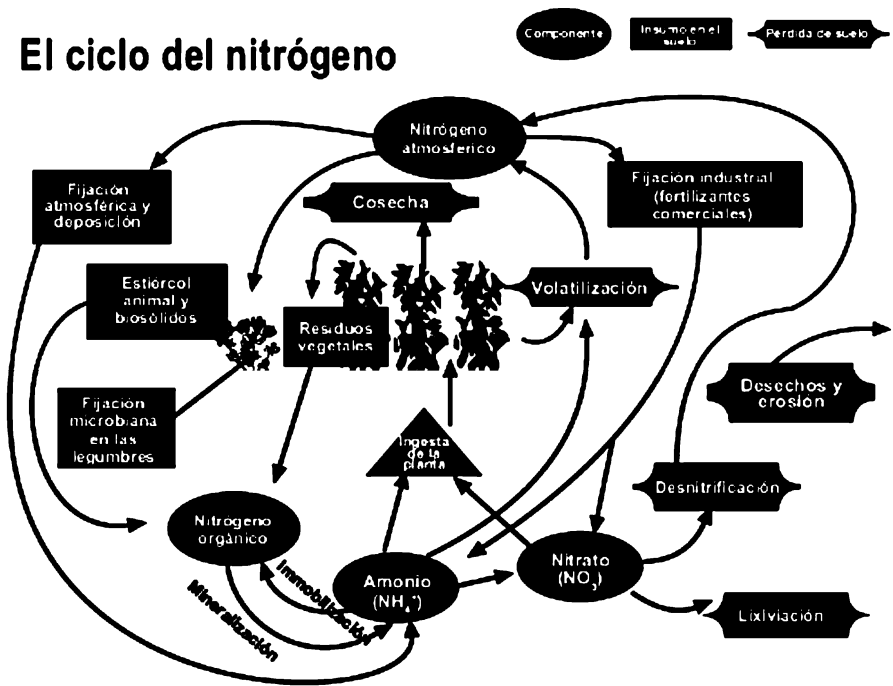 El ciclo del nitrógeno
Componente
Insumo en el
suelo
Pérdida de suelo
Nitrógeno
atmosférico
Fijación
atmosférica y
deposición
Cosecha
Fijación industrial
(fertilizantes
comerciales)
Estiércol
animal y
biosólidos
Residuos
vegetales
Volatilización
Fijación
microbiana
en las
legumbres
Desechos y
erosión
Ingesta
de la
planta
Desnitrificación
Nitrógeno
orgánico
Immobilización
Mineralización
Amonio
(NH₄⁺)
Nitrato
(NO₃)
Lixiviación